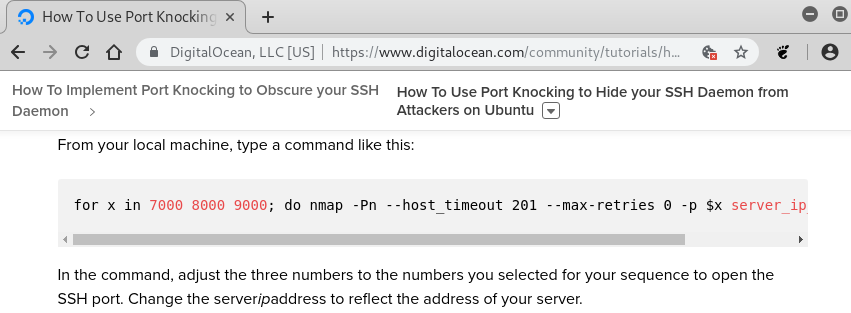 How To Use Port Knocking
DigitalOcean, LLC [US] | https://www.digitalocean.com/community/tutorials/h...
How To Implement Port Knocking to Obscure your SSH
Daemon >
How To Use Port Knocking to Hide your SSH Daemon from
Attackers on Ubuntu
From your local machine, type a command like this:
for x in 7000 8000 9000; do nmap -Pn --host_timeout 201 --max-retries 0 -p $x server_ip_
In the command, adjust the three numbers to the numbers you selected for your sequence to open the
SSH port. Change the serveripaddress to reflect the address of your server.